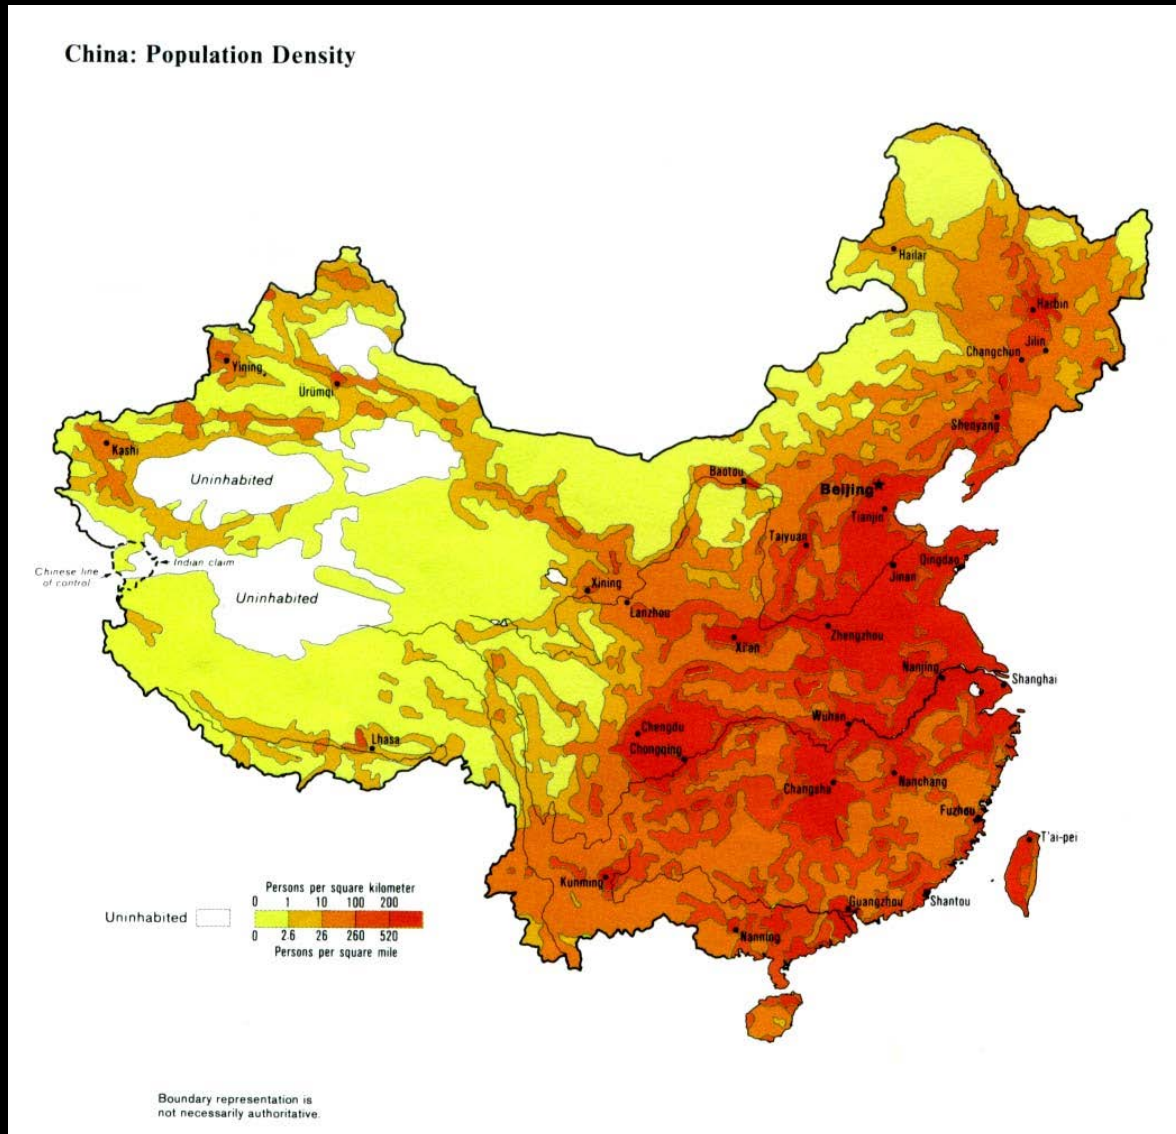 China: Population Density
Hailar
Harbin
Jilin
Changchun
Yining
Ürümqi
Shenyang
Kashi
Baotou
Uninhabited
Beijing
Tianjin
Taiyuan
Qingdao
Indian claim
Chinese line
of control
Jinan
Xining
Uninhabited
Lanzhou
Zhengzhou
Xi'an
Nanjing
Shanghai
Wuhan
Chengdu
Lhasa
Chongqing
Nanchang
Changsha
Fuzhou
T'ai-pei
Kunming
Guangzhou
Shantou
Nanning
Persons per square kilometer
0 1 10 100 200
Uninhabited
0 2.6 26 260 520
Persons per square mile
Boundary representation is
not necessarily authoritative.